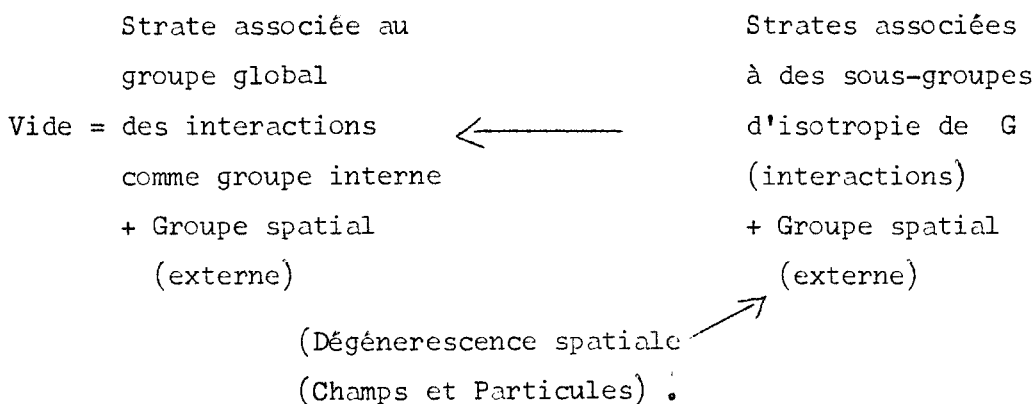 Strate associée au Strates associées
groupe global à des sous-groupes
Vide = des interactions d'isotropie de G
comme groupe interne (interactions)
+ Groupe spatial + Groupe spatial
(externe) (externe)
(Dégénerescence spatiale
(Champs et Particules) .